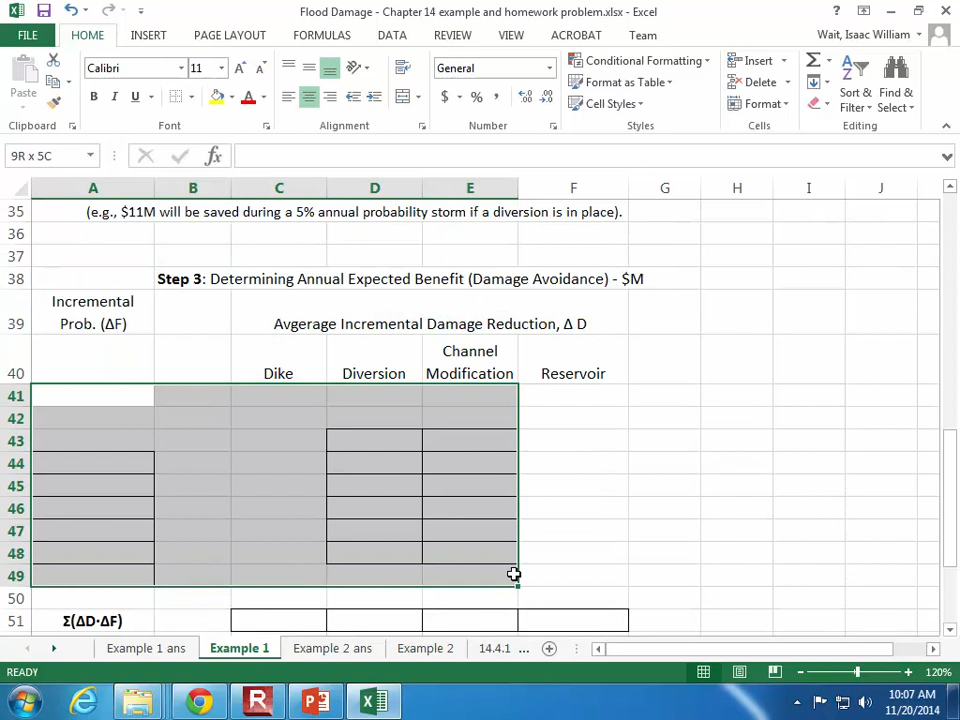 Flood Damage - Chapter 14 example and homework problem.xlsx - Excel
FILE HOME INSERT PAGE LAYOUT FORMULAS DATA REVIEW VIEW ACROBAT Team Wait, Isaac William
Paste Calibri 11 General Conditional Formatting Insert
Format as Table Delete Sort & Find &
Cell Styles Format Filter Select
Clipboard Font Alignment Number Styles Cells Editing
9R x 5C fx
A B C D E F G H I J
35 (e.g., $11M will be saved during a 5% annual probability storm if a diversion is in place).
36
37
38 Step 3: Determining Annual Expected Benefit (Damage Avoidance) - $M
Incremental
39 Prob. (ΔF) Avgerage Incremental Damage Reduction, Δ D
Channel
40 Dike Diversion Modification Reservoir
41
42
43
44
45
46
47
48
49
50
51 Σ(ΔD·ΔF)
... Example 1 ans Example 1 Example 2 ans Example 2 14.4.1 ...
READY 120%
10:07 AM
11/20/2014